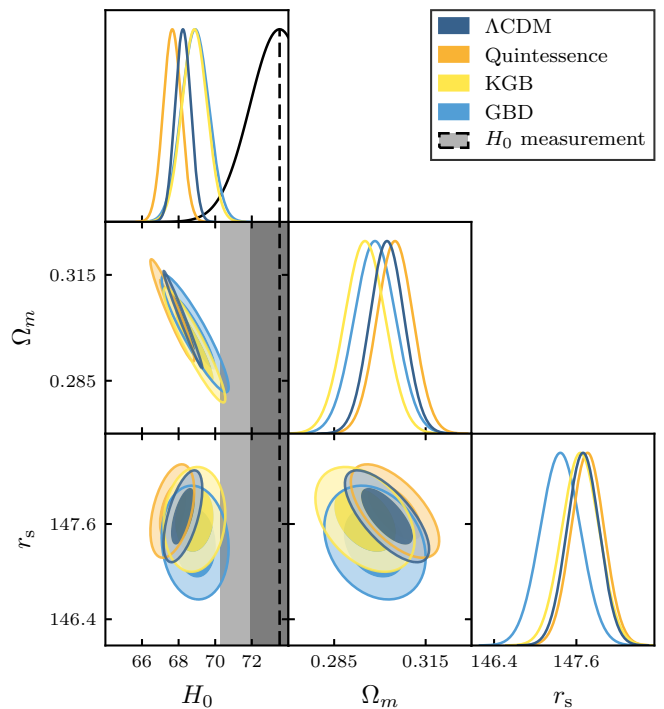 ΛCDM
Quintessence
KGB
GBD
H₀ measurement
0.315
0.285
Ωₘ
147.6
146.4
rₛ
66 68 70 72 0.285 0.315 146.4 147.6
H₀ Ωₘ rₛ